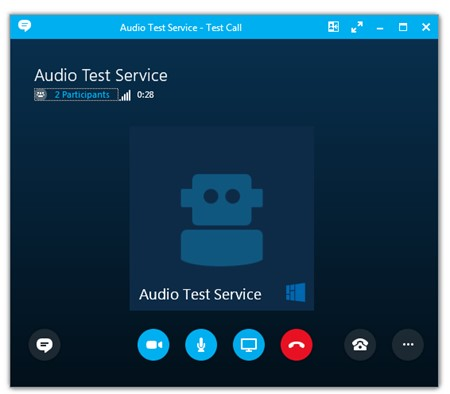 Audio Test Service - Test Call
Audio Test Service
2 Participants 0:28
Audio Test Service